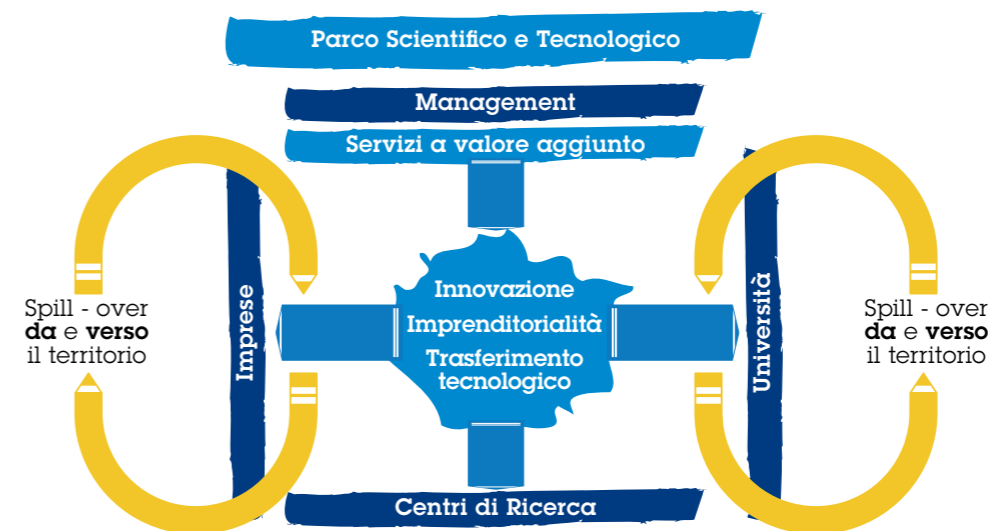 Parco Scientifico e Tecnologico
Management
Servizi a valore aggiunto
Spill - over
da e verso
il territorio
Imprese
Innovazione
Imprenditorialità
Trasferimento
tecnologico
Università
Spill - over
da e verso
il territorio
Centri di Ricerca